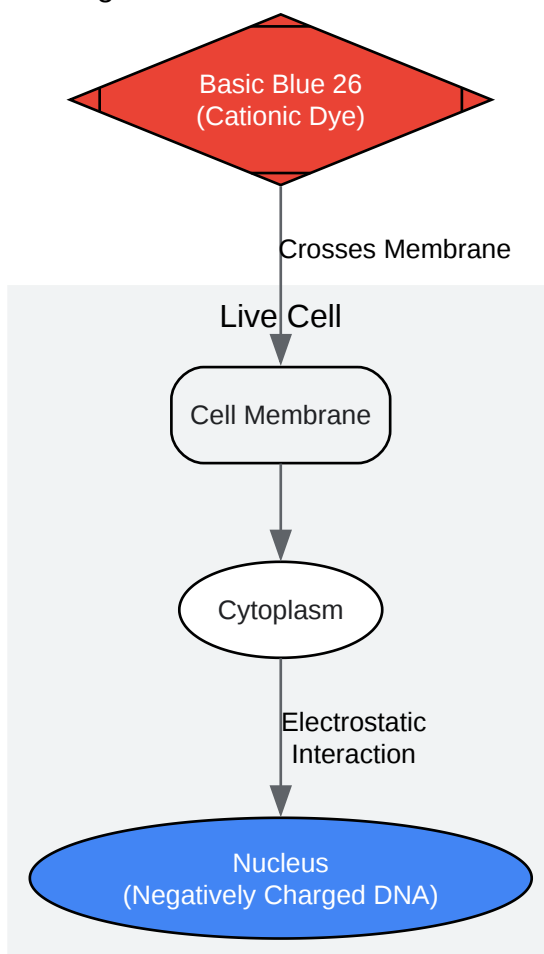 Basic Blue 26
(Cationic Dye)
Crosses Membrane
Live Cell
Cell Membrane
Cytoplasm
Electrostatic
Interaction
Nucleus
(Negatively Charged DNA)